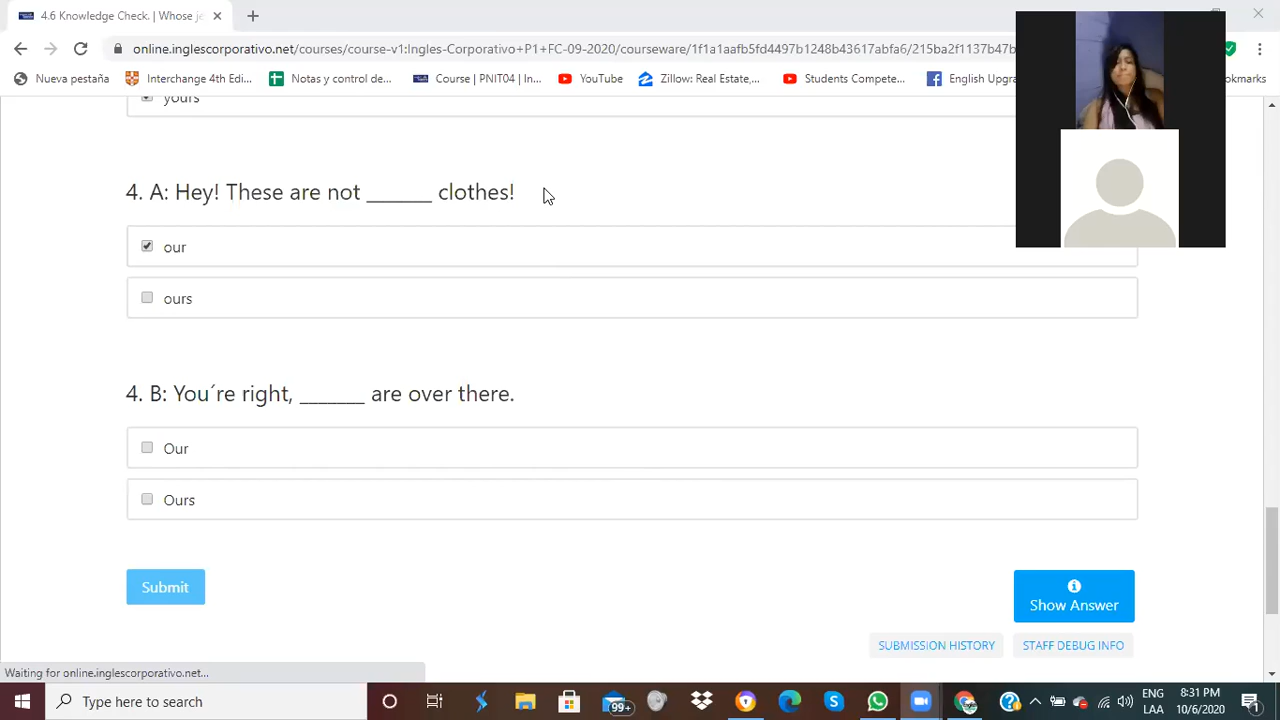 4.6 Knowledge Check. | Whose je
online.inglescorporativo.net/courses/course-v1:Ingles-Corporativo+P1+FC-09-2020/courseware/1f1a1aafb5fd4497b1248b43617abfa6/215ba2f1137b47b
Nueva pestaña
Interchange 4th Edi...
Notas y control de...
Course | PNIT04 | In...
YouTube
Zillow: Real Estate,...
Students Compete...
English Upgra
okmarks
yours
4. A: Hey! These are not ______ clothes!
our
ours
4. B: You´re right, ______ are over there.
Our
Ours
Submit
Show Answer
SUBMISSION HISTORY
STAFF DEBUG INFO
Waiting for online.inglescorporativo.net...
Type here to search
99+
ENG
LAA
8:31 PM
10/6/2020
1